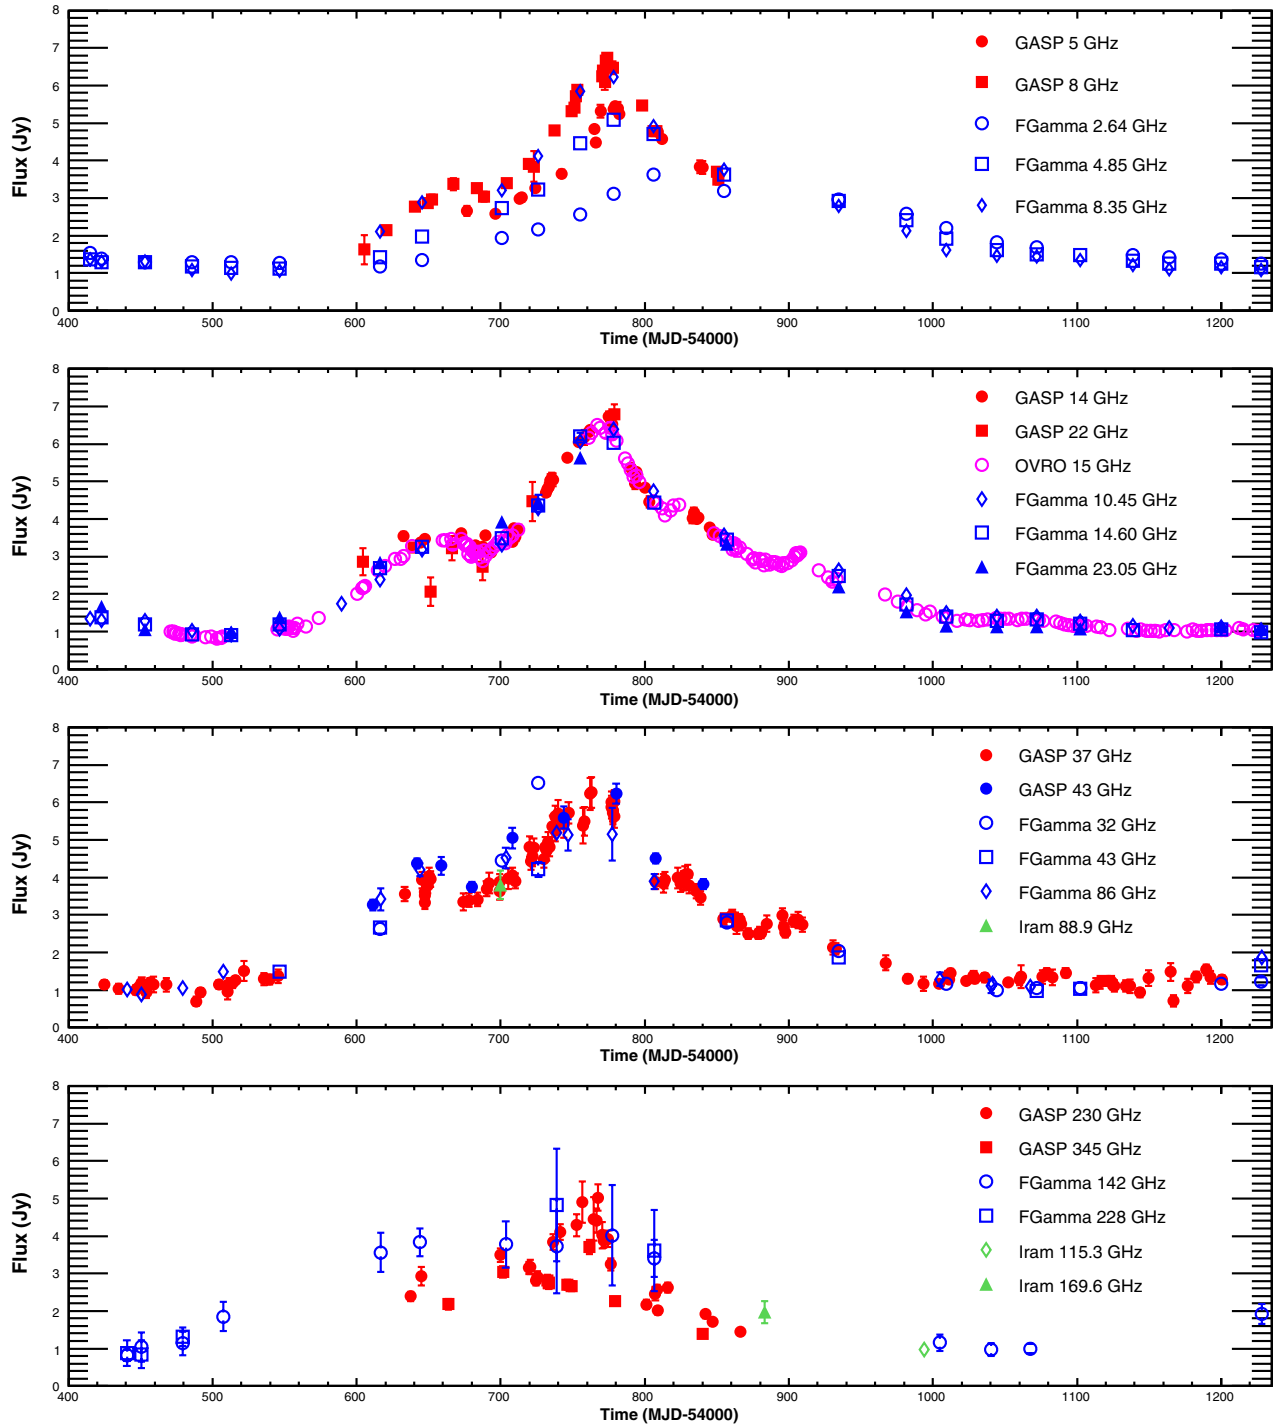 8
7
6
5
4
3
2
1
0
Flux (Jy)
GASP 5 GHz
GASP 8 GHz
FGamma 2.64 GHz
FGamma 4.85 GHz
FGamma 8.35 GHz
400 500 600 700 800 900 1000 1100 1200
Time (MJD-54000)
8
7
6
5
4
3
2
1
0
Flux (Jy)
GASP 14 GHz
GASP 22 GHz
OVRO 15 GHz
FGamma 10.45 GHz
FGamma 14.60 GHz
FGamma 23.05 GHz
400 500 600 700 800 900 1000 1100 1200
Time (MJD-54000)
8
7
6
5
4
3
2
1
0
Flux (Jy)
GASP 37 GHz
GASP 43 GHz
FGamma 32 GHz
FGamma 43 GHz
FGamma 86 GHz
Iram 88.9 GHz
400 500 600 700 800 900 1000 1100 1200
Time (MJD-54000)
8
7
6
5
4
3
2
1
0
Flux (Jy)
GASP 230 GHz
GASP 345 GHz
FGamma 142 GHz
FGamma 228 GHz
Iram 115.3 GHz
Iram 169.6 GHz
400 500 600 700 800 900 1000 1100 1200
Time (MJD-54000)